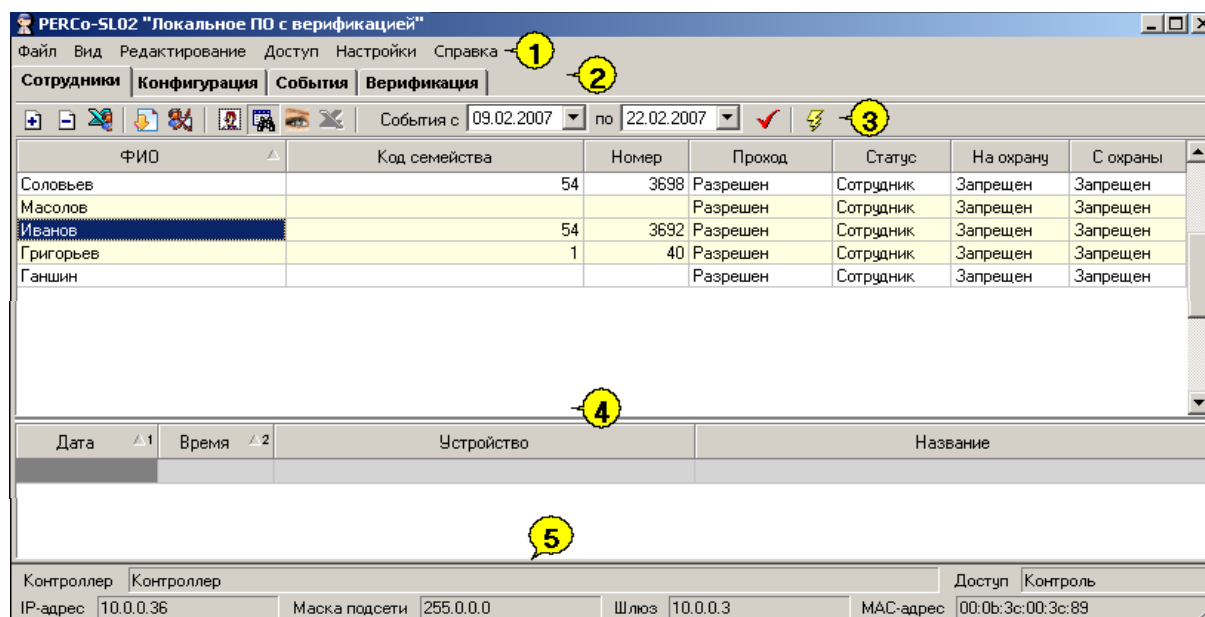 PERCo-SL02 "Локальное ПО с верификацией"
Файл Вид Редактирование Доступ Настройки Справка 1
Сотрудники Конфигурация События Верификация 2
События с 09.02.2007 по 22.02.2007 3
ФИО Код семейства Номер Проход Статус На охрану С охраны
Соловьев 54 3698 Разрешен Сотрудник Запрещен Запрещен
Масолов Разрешен Сотрудник Запрещен Запрещен
Иванов 54 3692 Разрешен Сотрудник Запрещен Запрещен
Григорьев 1 40 Разрешен Сотрудник Запрещен Запрещен
Ганшин Разрешен Сотрудник Запрещен Запрещен
4
Дата 1 Время 2 Устройство Название
5
Контроллер Контроллер Доступ Контроль
IP-адрес 10.0.0.36 Маска подсети 255.0.0.0 Шлюз 10.0.0.3 MAC-адрес 00:0b:3c:00:3c:89